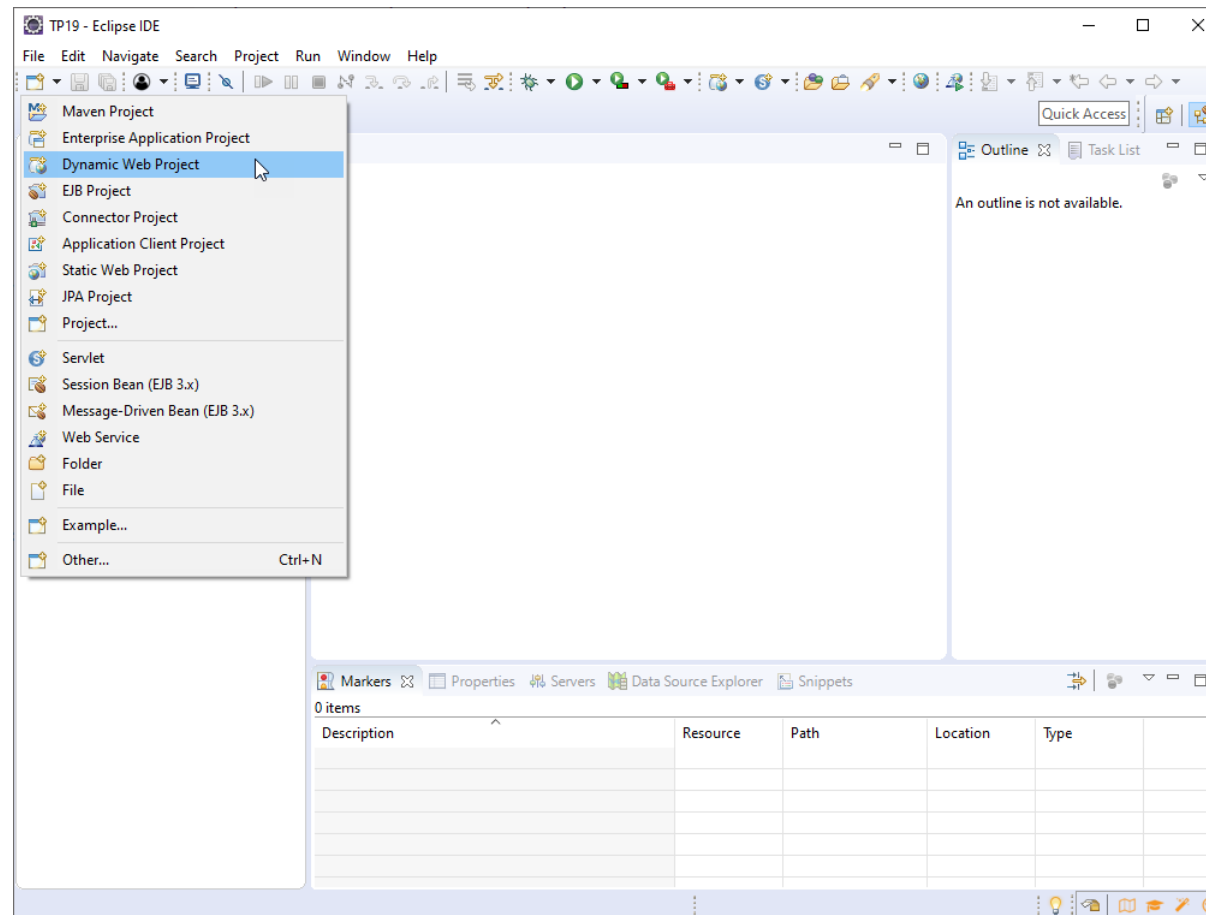 TP19 - Eclipse IDE
File Edit Navigate Search Project Run Window Help
Quick Access
Maven Project
Enterprise Application Project
Dynamic Web Project
EJB Project
Connector Project
Application Client Project
Static Web Project
JPA Project
Project...
Servlet
Session Bean (EJB 3.x)
Message-Driven Bean (EJB 3.x)
Web Service
Folder
File
Example...
Other... Ctrl+N
Outline Task List
An outline is not available.
Markers Properties Servers Data Source Explorer Snippets
0 items
Description Resource Path Location Type